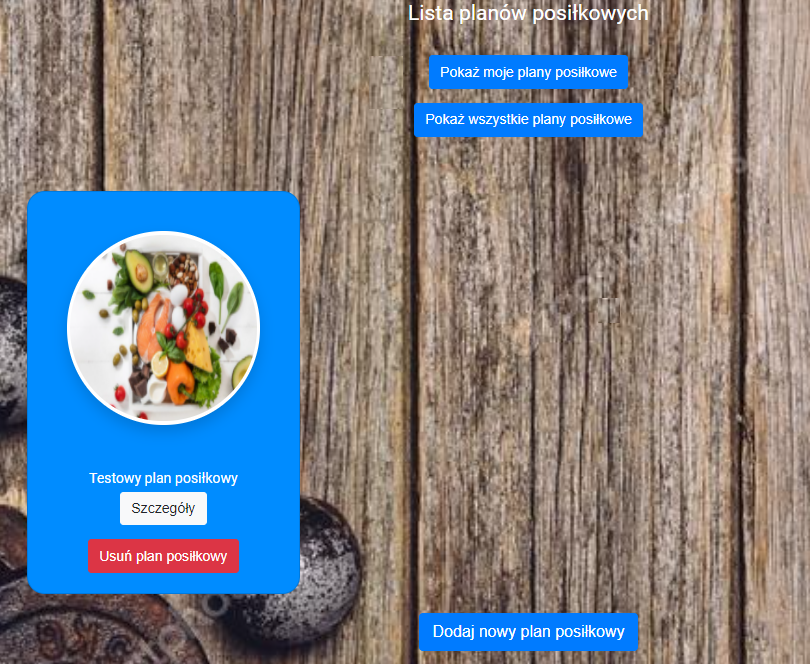 Lista planów posiłkowych
Pokaż moje plany posiłkowe
Pokaż wszystkie plany posiłkowe
Testowy plan posiłkowy
Szczegóły
Usuń plan posiłkowy
Dodaj nowy plan posiłkowy